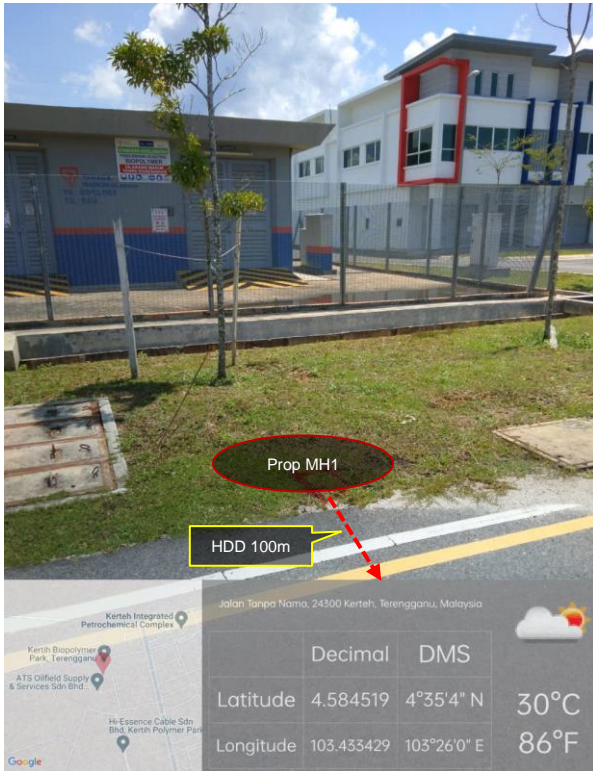 BIOPOLYMER
Prop MH1
HDD 100m
Kerteh Integrated
Petrochemical Complex
Kertih Biopolymer
Park, Terengganu
ATS Oilfield Supply
& Services Sdn Bhd..
Hi-Essence Cable Sdn
Bhd, Kertih Polymer Park
Google
Jalan Tanpa Nama, 24300 Kerteh, Terengganu, Malaysia
Decimal DMS
Latitude 4.584519 4°35'4" N
Longitude 103.433429 103°26'0" E
30°C
86°F